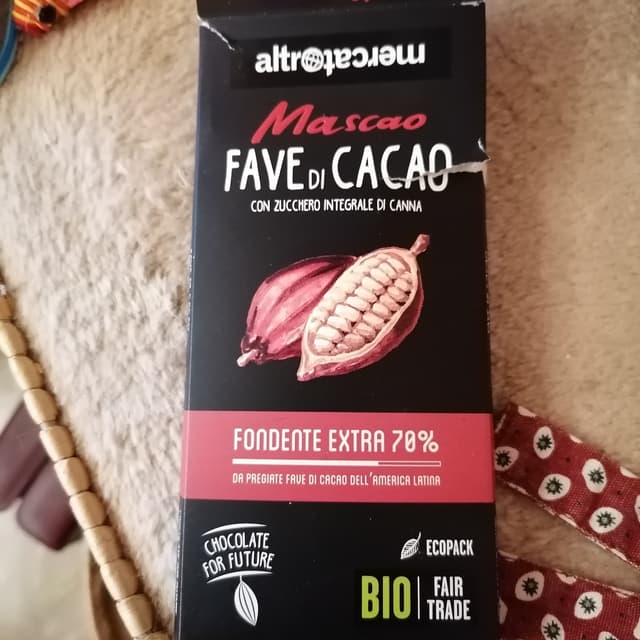 altromercato
Mascao
FAVE DI CACAO
CON ZUCCHERO INTEGRALE DI CANNA
FONDENTE EXTRA 70%
DA PREGIATE FAVE DI CACAO DELL'AMERICA LATINA
CHOCOLATE
FOR FUTURE
ECOPACK
BIO
FAIR
TRADE